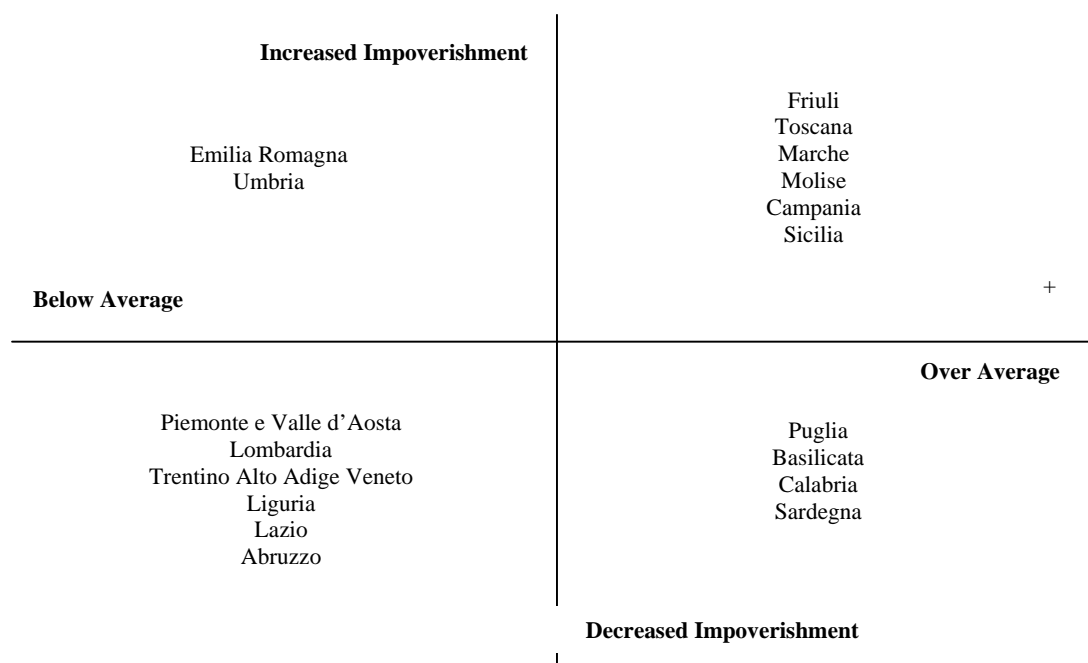 Increased Impoverishment
Emilia Romagna
Umbria
Below Average
Friuli
Toscana
Marche
Molise
Campania
Sicilia
+
Over Average
Piemonte e Valle d’Aosta
Lombardia
Trentino Alto Adige Veneto
Liguria
Lazio
Abruzzo
Puglia
Basilicata
Calabria
Sardegna
Decreased Impoverishment